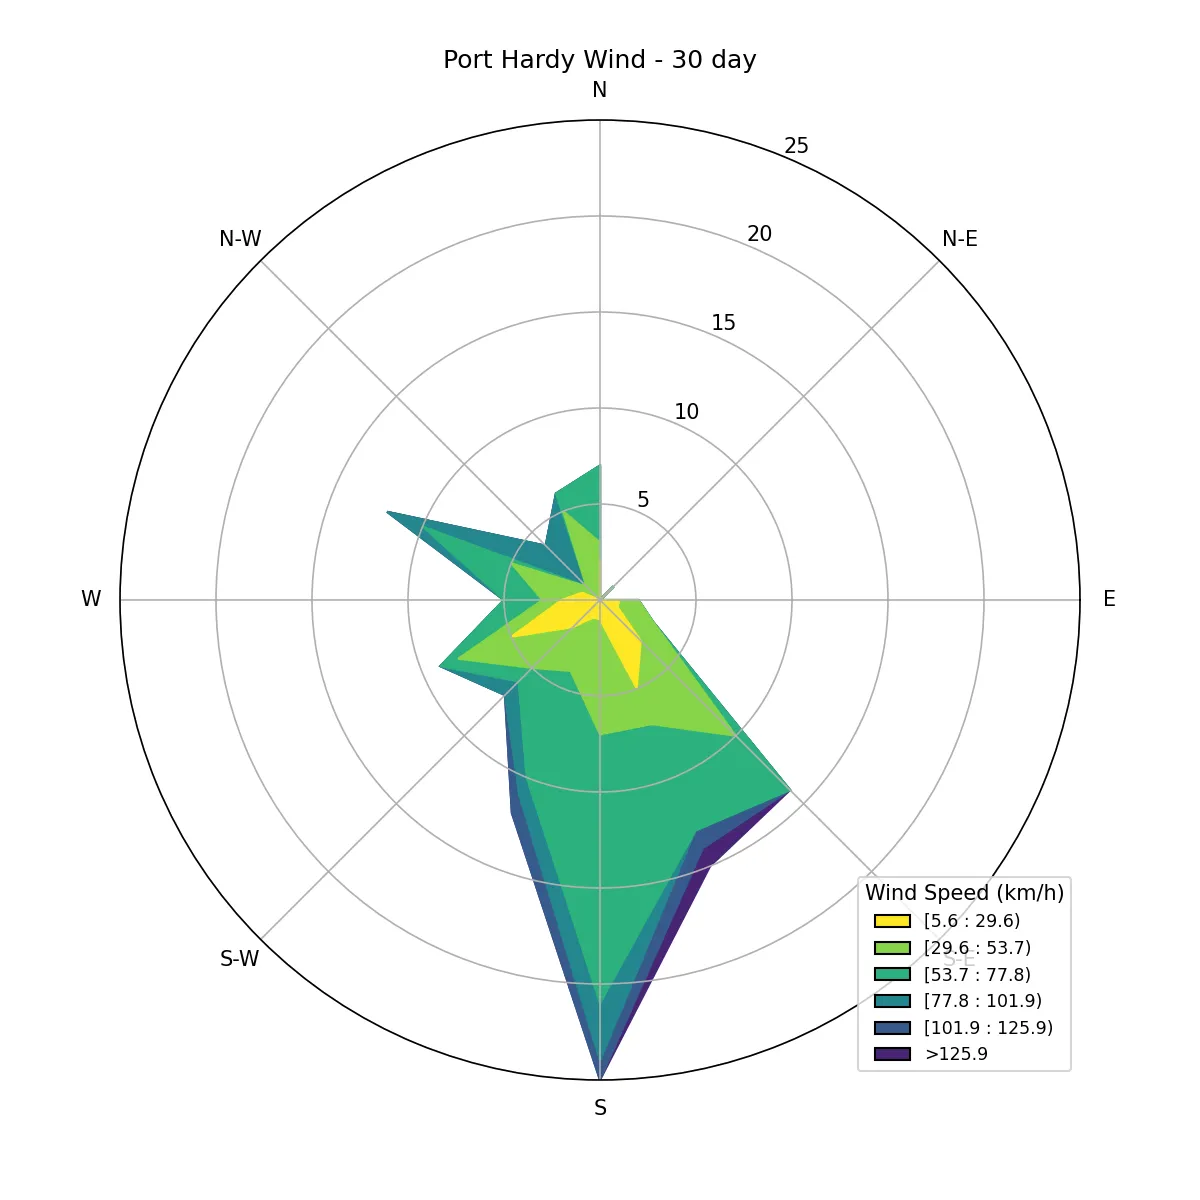 Port Hardy Wind - 30 day
N
25
N-W
20
N-E
15
10
5
W
E
S-W
S-E
S
Wind Speed (km/h)
[5.6 : 29.6)
[29.6 : 53.7)
[53.7 : 77.8)
[77.8 : 101.9)
[101.9 : 125.9)
>125.9